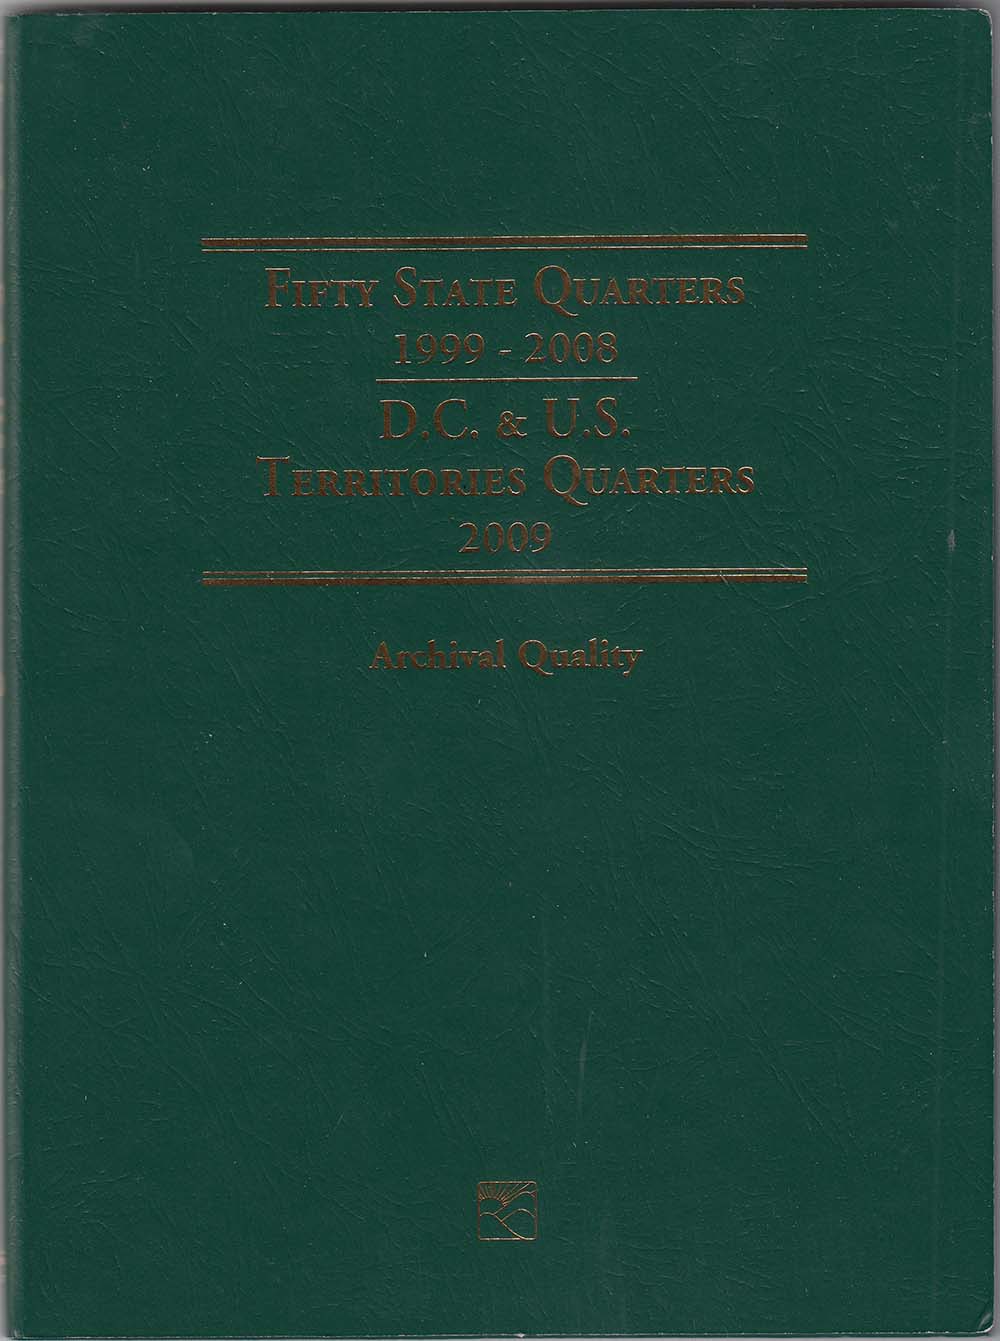 Fifty State Quarters
1999 - 2008
D.C. & U.S.
Territories Quarters
2009
Archival Quality